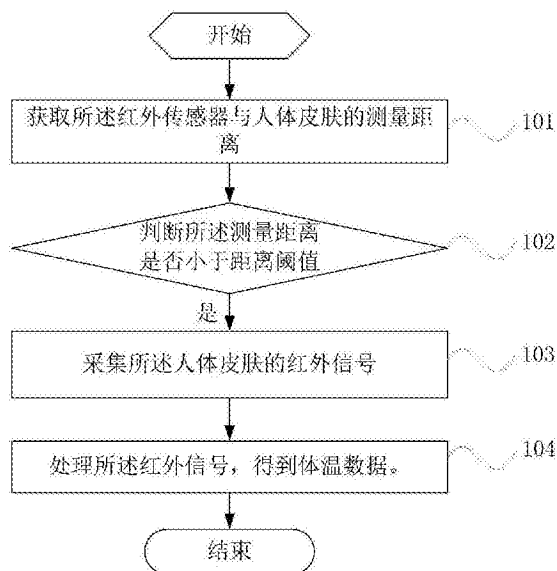 开始
获取所述红外传感器与人体皮肤的测量距
离
101
判断所述测量距离
是否小于距离阈值
102
是
采集所述人体皮肤的红外信号
103
处理所述红外信号，得到体温数据。
104
结束